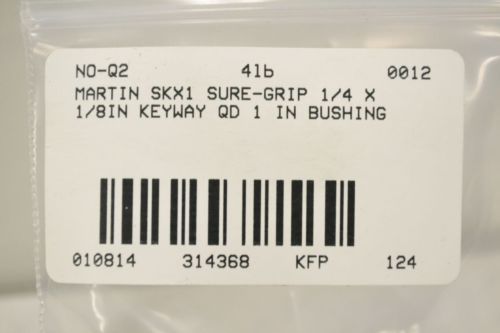 NO-Q2 4lb 0012
MARTIN SKX1 SURE-GRIP 1/4 X
1/8IN KEYWAY QD 1 IN BUSHING
010814 314368 KFP 124